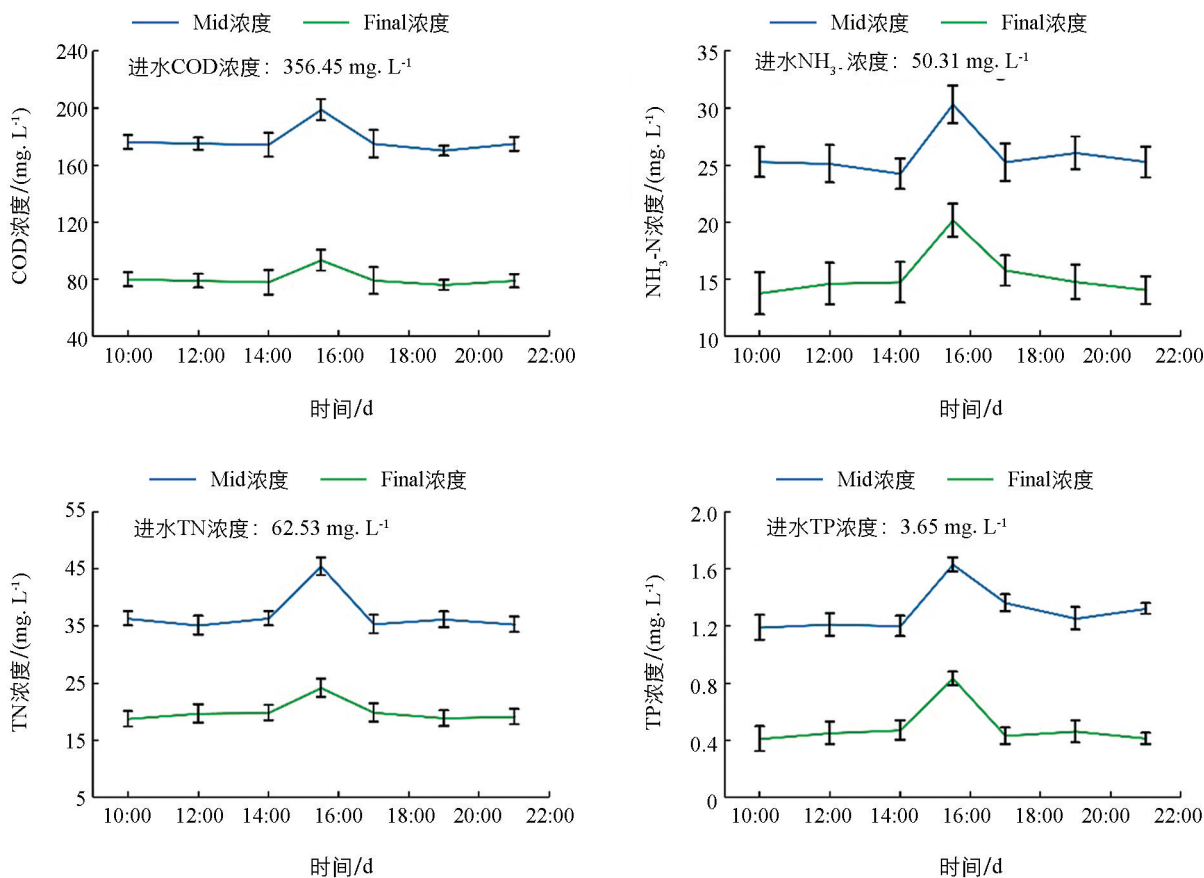 Mid浓度 Final浓度
进水COD浓度：356.45 mg. L-1
COD浓度/(mg. L-1)
240
200
160
120
80
40
10:00 12:00 14:00 16:00 18:00 20:00 22:00
时间/d
Mid浓度 Final浓度
进水NH3-浓度：50.31 mg. L-1
NH3-N浓度/(mg. L-1)
35
30
25
20
15
10
10:00 12:00 14:00 16:00 18:00 20:00 22:00
时间/d
Mid浓度 Final浓度
进水TN浓度：62.53 mg. L-1
TN浓度/(mg. L-1)
55
45
35
25
15
5
10:00 12:00 14:00 16:00 18:00 20:00 22:00
时间/d
Mid浓度 Final浓度
进水TP浓度：3.65 mg. L-1
TP浓度/(mg. L-1)
2.0
1.6
1.2
0.8
0.4
0
10:00 12:00 14:00 16:00 18:00 20:00 22:00
时间/d